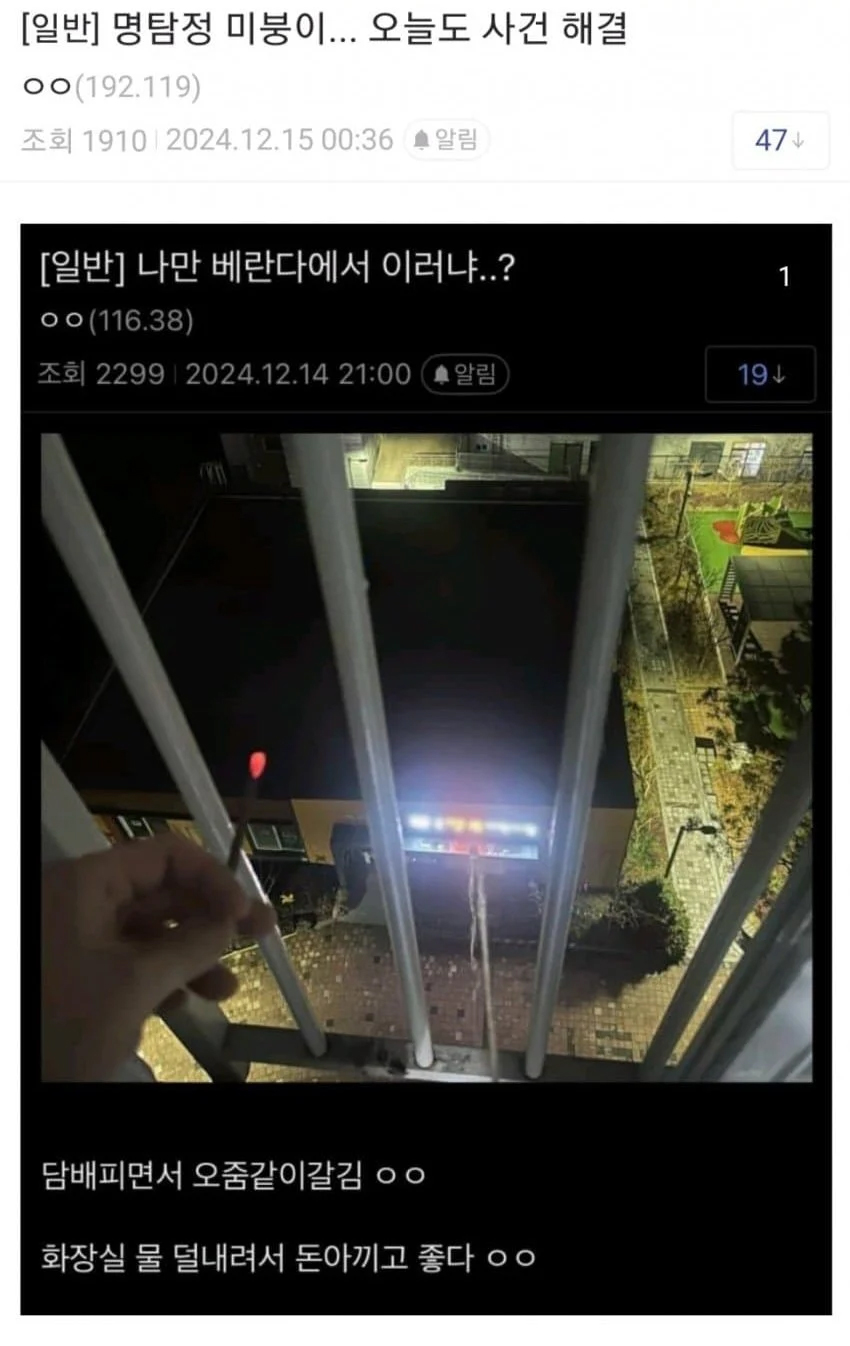 [일반] 명탐정 미붕이... 오늘도 사건 해결
ㅇㅇ(192.119)
조회 1910 | 2024.12.15 00:36 알림 47↓
[일반] 나만 베란다에서 이러냐..? 1
ㅇㅇ(116.38)
조회 2299 | 2024.12.14 21:00 알림 19↓
담배피면서 오줌같이갈김 ㅇㅇ
화장실 물 덜내려서 돈아끼고 좋다 ㅇㅇ